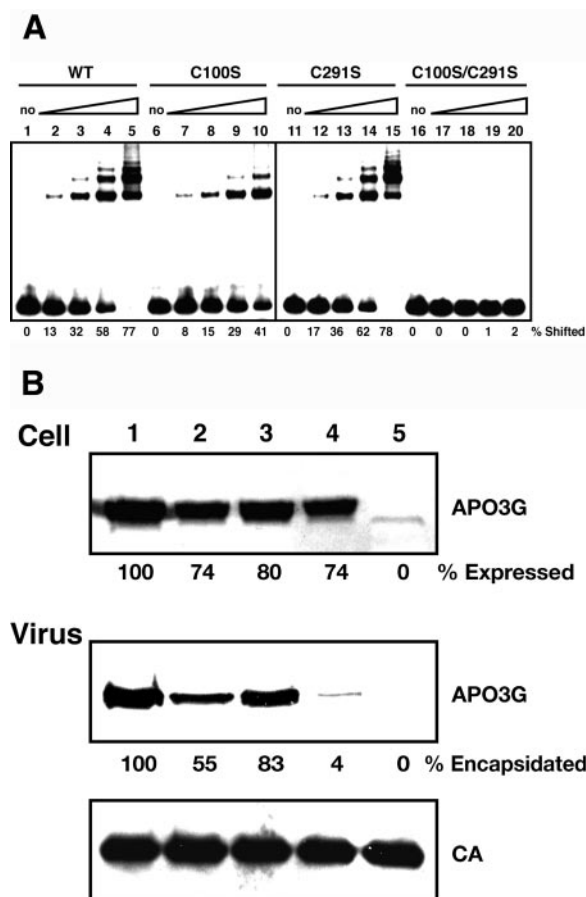 A
WT C100S C291S C100S/C291S
no no no no
1 2 3 4 5 6 7 8 9 10 11 12 13 14 15 16 17 18 19 20
0 13 32 58 77 0 8 15 29 41 0 17 36 62 78 0 0 0 1 2 % Shifted
B
Cell 1 2 3 4 5
APO3G
100 74 80 74 0 % Expressed
Virus
APO3G
100 55 83 4 0 % Encapsidated
CA